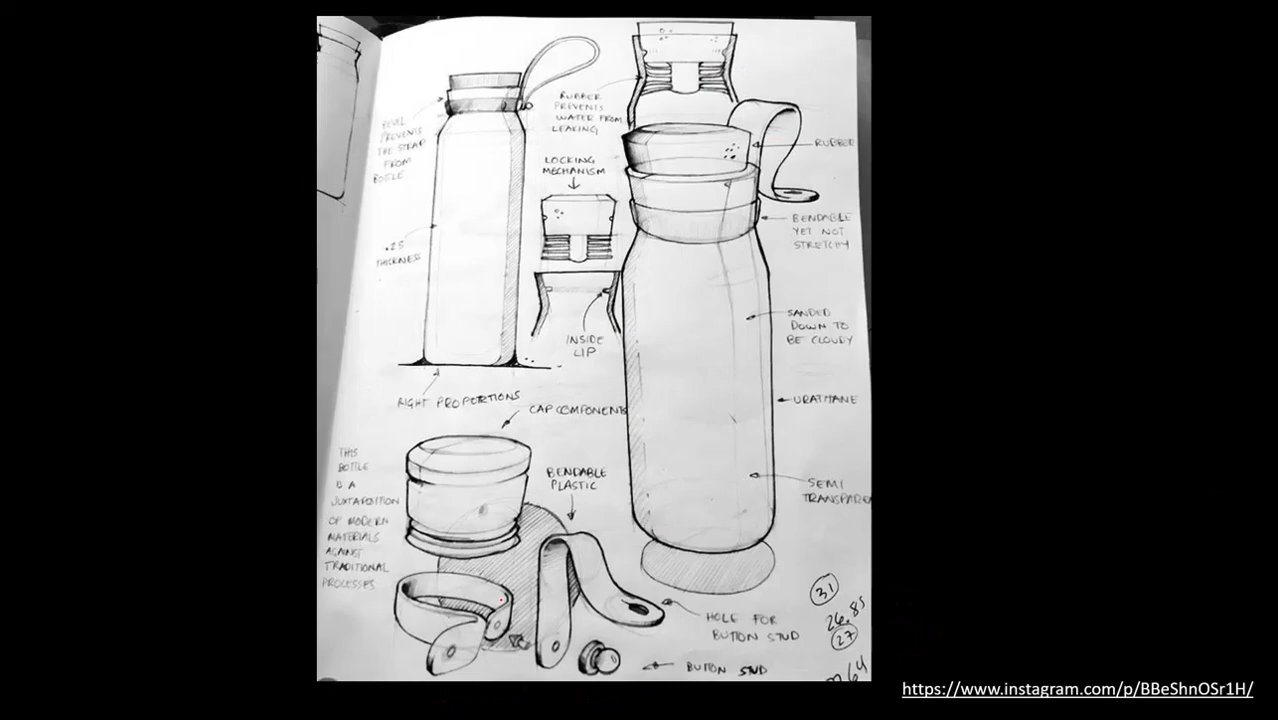 RUBBER
PREVENTS
WATER FROM
LEAKING
BEVEL
PREVENTS
THE STRAP
FROM
BOTTLE
LOCKING
MECHANISM
RUBBER
BENDABLE
YET NOT
STRETCHY
.25
THICKNESS
INSIDE
LIP
SANDED
DOWN TO
BE CLOUDY
RIGHT PROPORTIONS
CAP COMPONENTS
URATHANE
THIS
BOTTLE
IS A
JUXTAPOSITION
OF MODERN
MATERIALS
AGAINST
TRADITIONAL
PROCESSES
BENDABLE
PLASTIC
SEMI
TRANSPARE
HOLE FOR
BUTTON STUD
BUTTON STUD
31
26.85
27
64
https://www.instagram.com/p/BBeShnOSr1H/